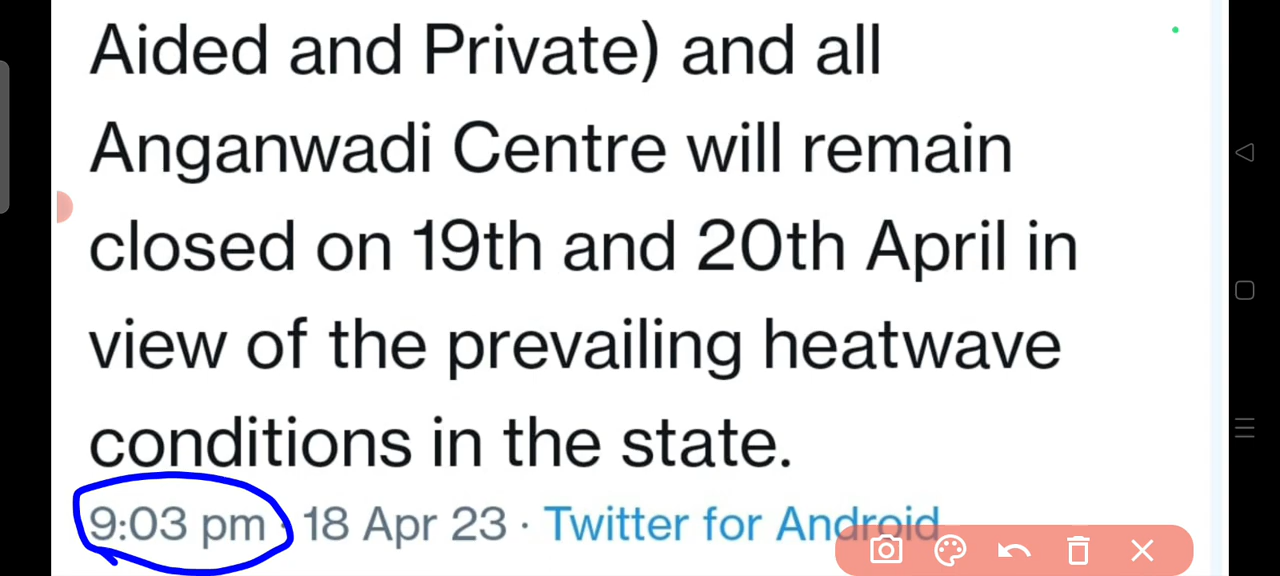 Aided and Private) and all
Anganwadi Centre will remain
closed on 19th and 20th April in
view of the prevailing heatwave
conditions in the state.
9:03 pm · 18 Apr 23 · Twitter for Android